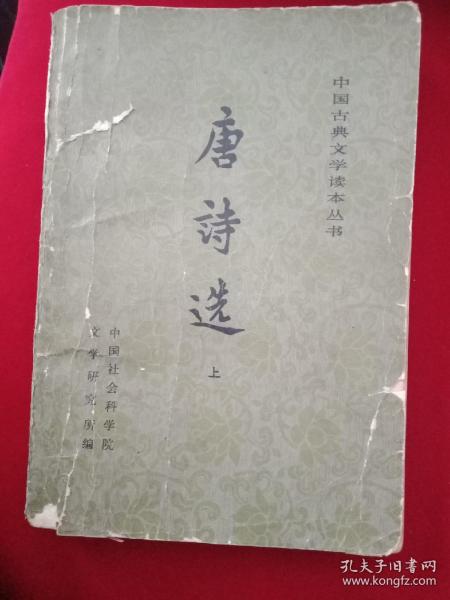 中国古典文学读本丛书
唐詩选
上
中国社会科学院
文学研究所编
孔夫子旧书网
www.kongfz.com